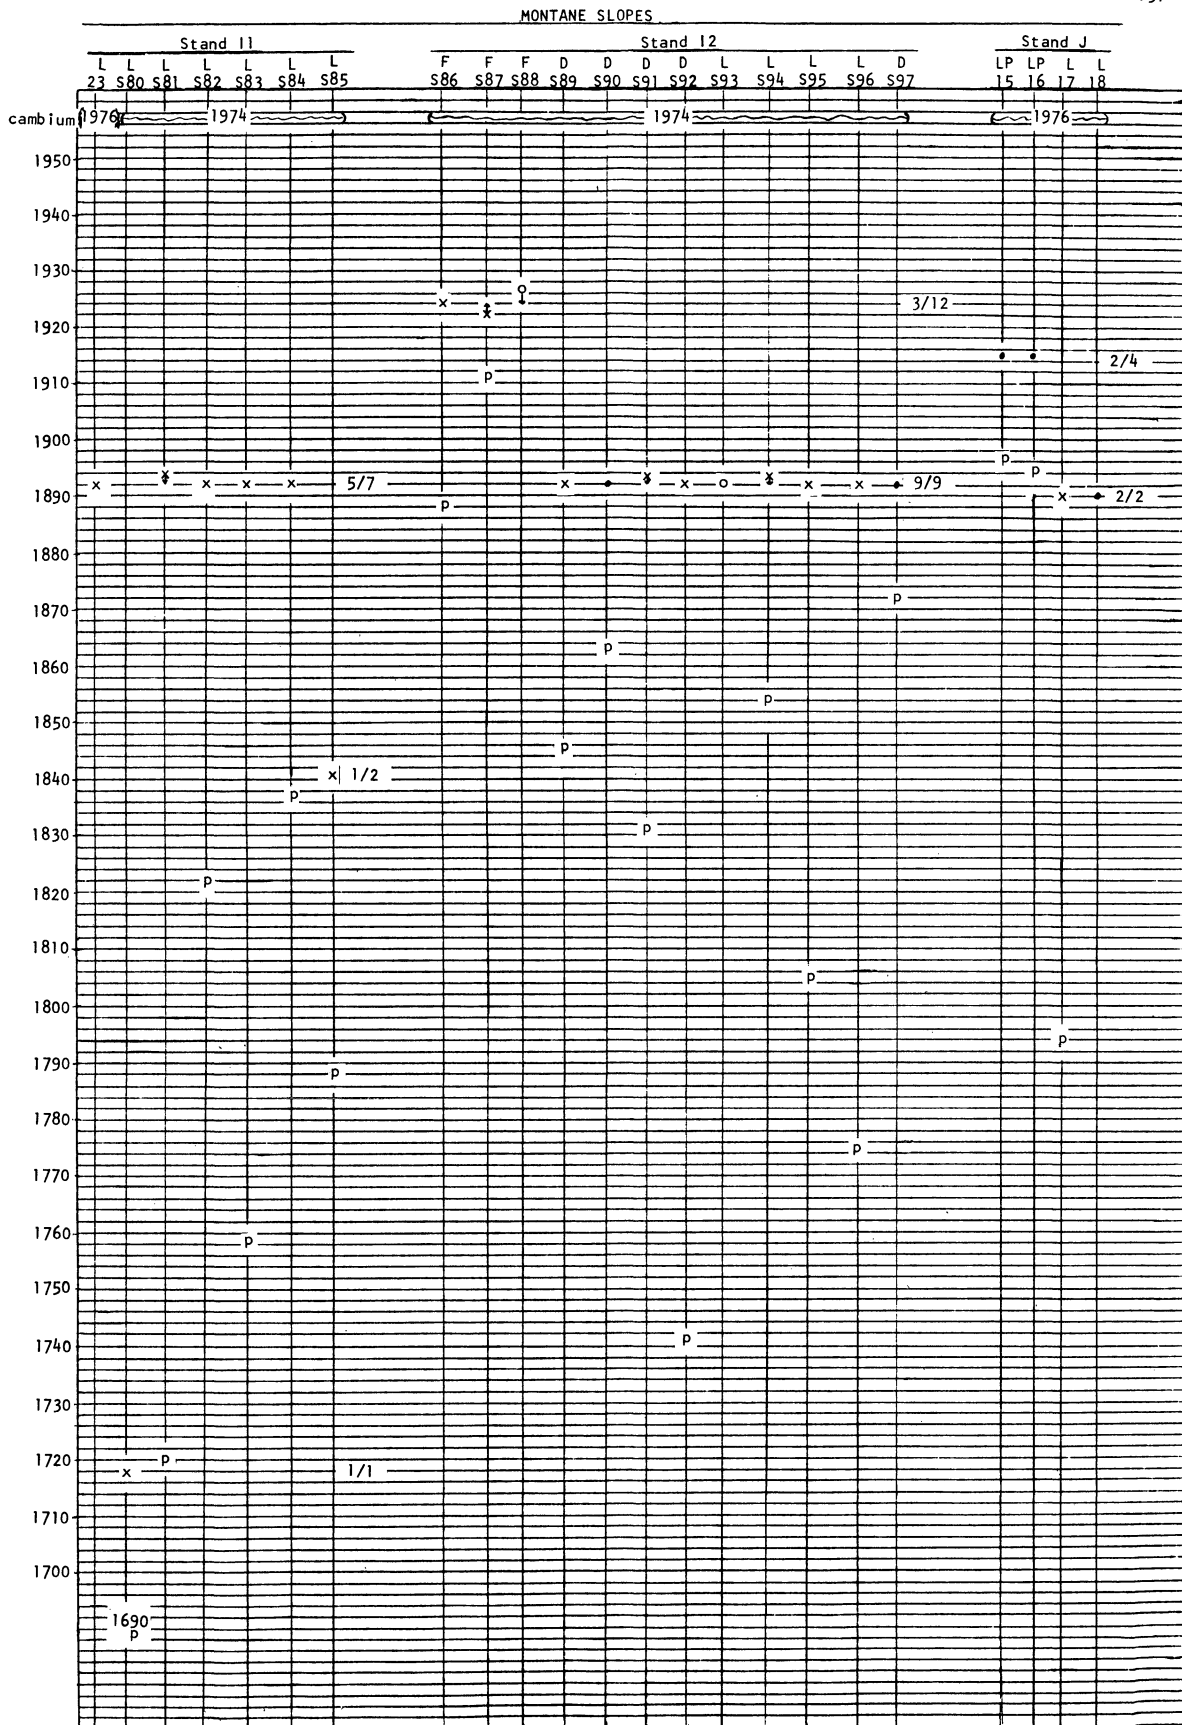 MONTANE SLOPES
Stand I1 Stand I2 Stand J
L L L L L L L F F F D D D D L L L L D LP LP L L
23 S80 S81 S82 S83 S84 S85 S86 S87 S88 S89 S90 S91 S92 S93 S94 S95 S96 S97 15 16 17 18
cambium 1976 1974 1974 1976
1950
1940
1930
o
x x 3/12
1920
2/4
p
1910
1900
p
p
x x x x x 5/7 x x x o x x x 9/9 x 2/2
1890
p
1880
p
1870
p
1860
p
1850
p
x 1/2
1840
p
p
1830
p
1820
1810
p
1800
p
1790
p
1780
p
1770
1760
p
1750
1740
p
1730
1720 p
x 1/1
1710
1700
1690
p